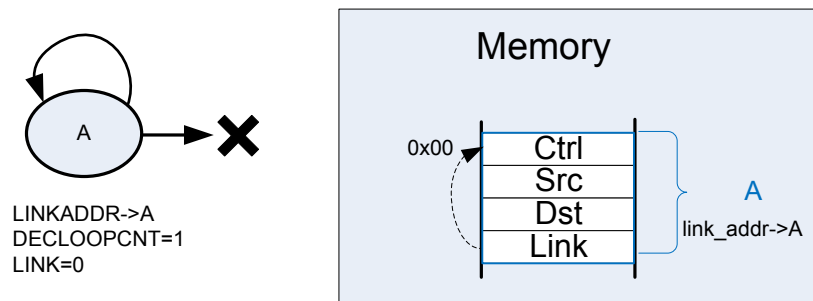 A
LINKADDR->A
DECLOOPCNT=1
LINK=0
Memory
0x00
Ctrl
Src
Dst
Link
A
link_addr->A